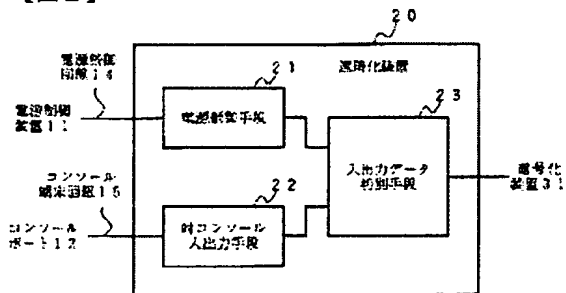 20
電源制御
回線14
21
遠隔化装置
23
電源制御
装置11
電源制御手段
コンソール
端末回線15
22
入出力データ
判別手段
暗号化
装置31
コンソール
ポート12
対コンソール
入出力手段